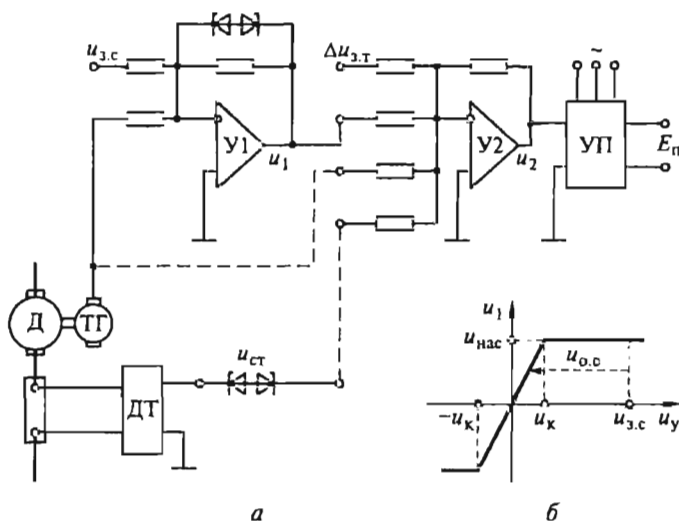 u з.с
Δu з.т
~
У1
u 1
У2
u 2
УП
E п
Д
ТГ
u ст
ДТ
u 1
u нас
u о.с
−u к
u к
u з.с
u у
а
б